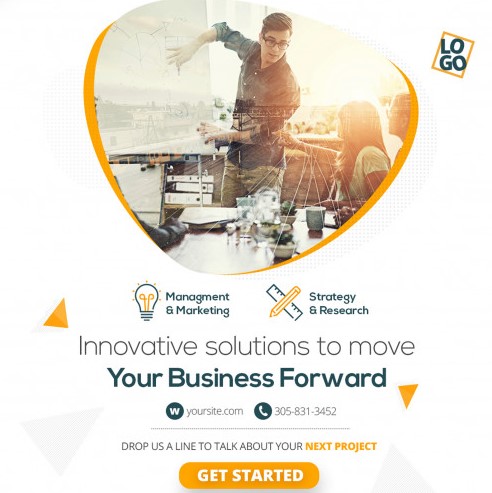 LO
GO
Managment
& Marketing
Strategy
& Research
Innovative solutions to move
Your Business Forward
W yoursite.com 305-831-3452
DROP US A LINE TO TALK ABOUT YOUR NEXT PROJECT
GET STARTED